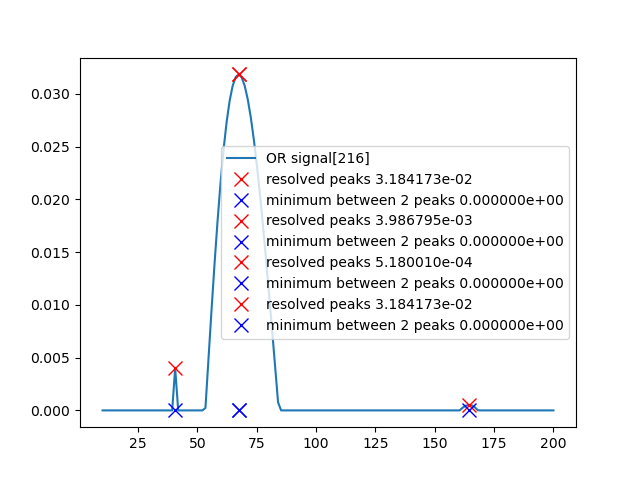 0.030
0.025
0.020
0.015
0.010
0.005
0.000
OR signal[216]
resolved peaks 3.184173e-02
minimum between 2 peaks 0.000000e+00
resolved peaks 3.986795e-03
minimum between 2 peaks 0.000000e+00
resolved peaks 5.180010e-04
minimum between 2 peaks 0.000000e+00
resolved peaks 3.184173e-02
minimum between 2 peaks 0.000000e+00
25 50 75 100 125 150 175 200